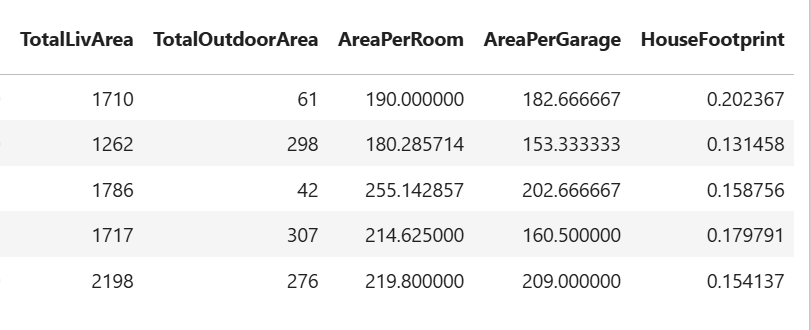 TotalLivArea TotalOutdoorArea AreaPerRoom AreaPerGarage HouseFootprint
1710 61 190.000000 182.666667 0.202367
1262 298 180.285714 153.333333 0.131458
1786 42 255.142857 202.666667 0.158756
1717 307 214.625000 160.500000 0.179791
2198 276 219.800000 209.000000 0.154137